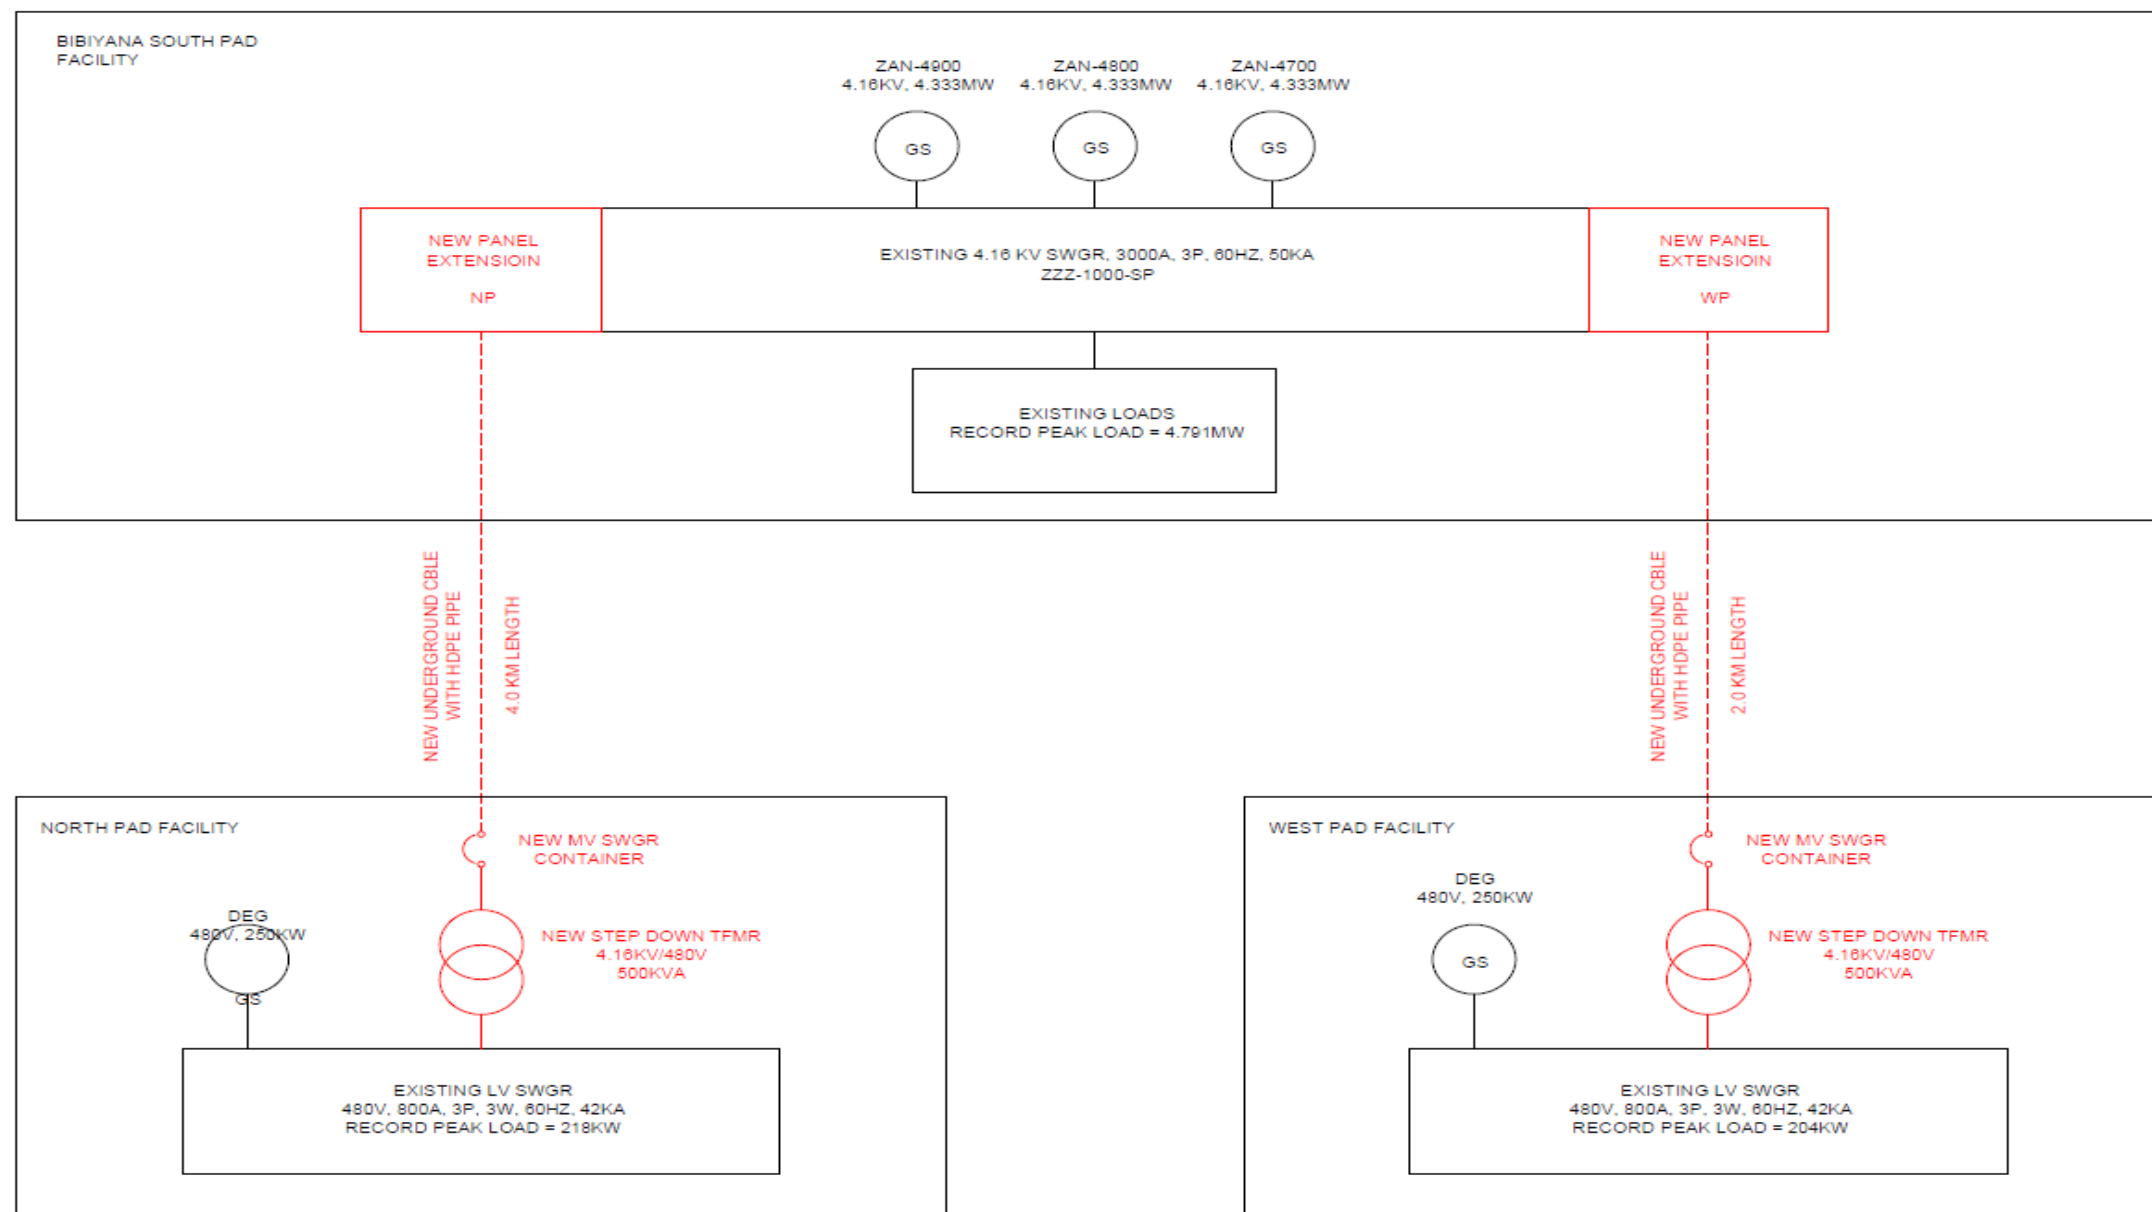 BIBIYANA SOUTH PAD
FACILITY
ZAN-4900
4.16KV, 4.333MW
ZAN-4800
4.16KV, 4.333MW
ZAN-4700
4.16KV, 4.333MW
GS
GS
GS
NEW PANEL
EXTENSIOIN
NP
EXISTING 4.16 KV SWGR, 3000A, 3P, 60HZ, 50KA
ZZZ-1000-SP
NEW PANEL
EXTENSIOIN
WP
EXISTING LOADS
RECORD PEAK LOAD = 4.791MW
NEW UNDERGROUND CBLE
WITH HDPE PIPE
4.0 KM LENGTH
NEW UNDERGROUND CBLE
WITH HDPE PIPE
2.0 KM LENGTH
NORTH PAD FACILITY
NEW MV SWGR
CONTAINER
DEG
480V, 250KW
GS
NEW STEP DOWN TFMR
4.16KV/480V
500KVA
EXISTING LV SWGR
480V, 800A, 3P, 3W, 60HZ, 42KA
RECORD PEAK LOAD = 218KW
WEST PAD FACILITY
NEW MV SWGR
CONTAINER
DEG
480V, 250KW
GS
NEW STEP DOWN TFMR
4.16KV/480V
500KVA
EXISTING LV SWGR
480V, 800A, 3P, 3W, 60HZ, 42KA
RECORD PEAK LOAD = 204KW